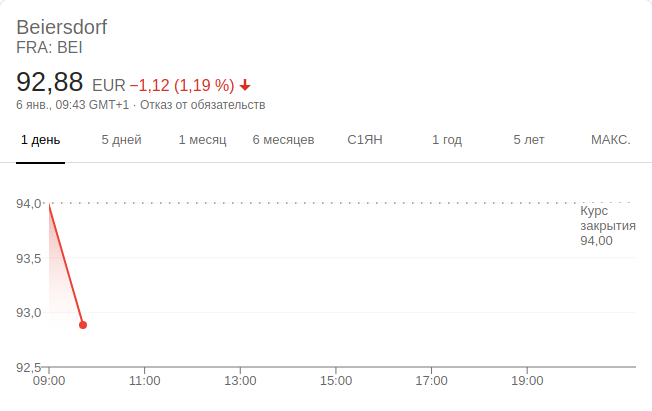 Beiersdorf
FRA: BEI
92,88 EUR −1,12 (1,19 %)
6 янв., 09:43 GMT+1 · Отказ от обязательств
1 день 5 дней 1 месяц 6 месяцев С1ЯН 1 год 5 лет МАКС.
94,0
Курс
закрытия
94,00
93,5
93,0
92,5
09:00 11:00 13:00 15:00 17:00 19:00